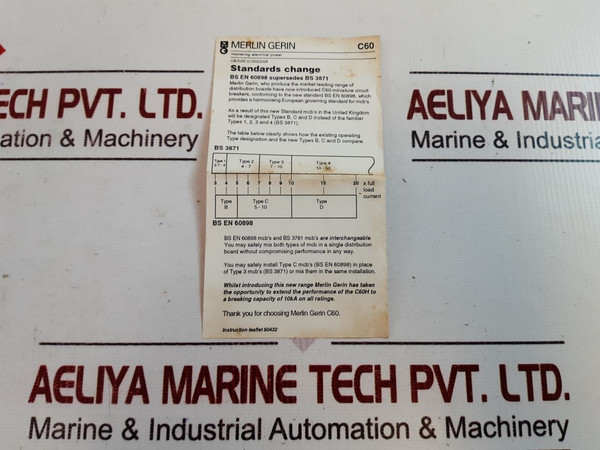 MERLIN GERIN C60
mastering electrical power
GROUPE SCHNEIDER
Standards change
BS EN 60898 supersedes BS 3871
Merlin Gerin, who produce the market leading range of
distribution boards have now introduced C60 miniature circuit
breakers, conforming to the new standard BS EN 60898, which
provides a harmonising European governing standard for mcb's.
As a result of this new Standard mcb's in the United Kingdom
will be designated Types B, C and D instead of the familiar
Types 1, 2, 3 and 4 (BS 3871).
The table below clearly shows how the existing operating
Type designation and the new Types B, C and D compare.
BS 3871
Type 1 Type 2 Type 3 Type 4
2.7 - 4 4 - 7 7 - 10 10 - 50
3 4 5 6 7 8 9 10 15 20 x full
load
current
Type Type C Type
B 5 - 10 D
BS EN 60898
BS EN 60898 mcb's and BS 3781 mcb's are interchangeable.
You may safely mix both types of mcb in a single distribution
board without compromising performance in any way.
You may safely install Type C mcb's (BS EN 60898) in place
of Type 3 mcb's (BS 3871) or mix them in the same installation.
Whilst introducing this new range Merlin Gerin has taken
the opportunity to extend the performance of the C60H to
a breaking capacity of 10kA on all ratings.
Thank you for choosing Merlin Gerin C60.
Instruction leaflet 60432
TECH PVT. LTD.
ation & Machinery
AELIYA MARINE
Marine & Industria
AELIYA MARINE TECH PVT. LTD.
Marine & Industrial Automation & Machinery